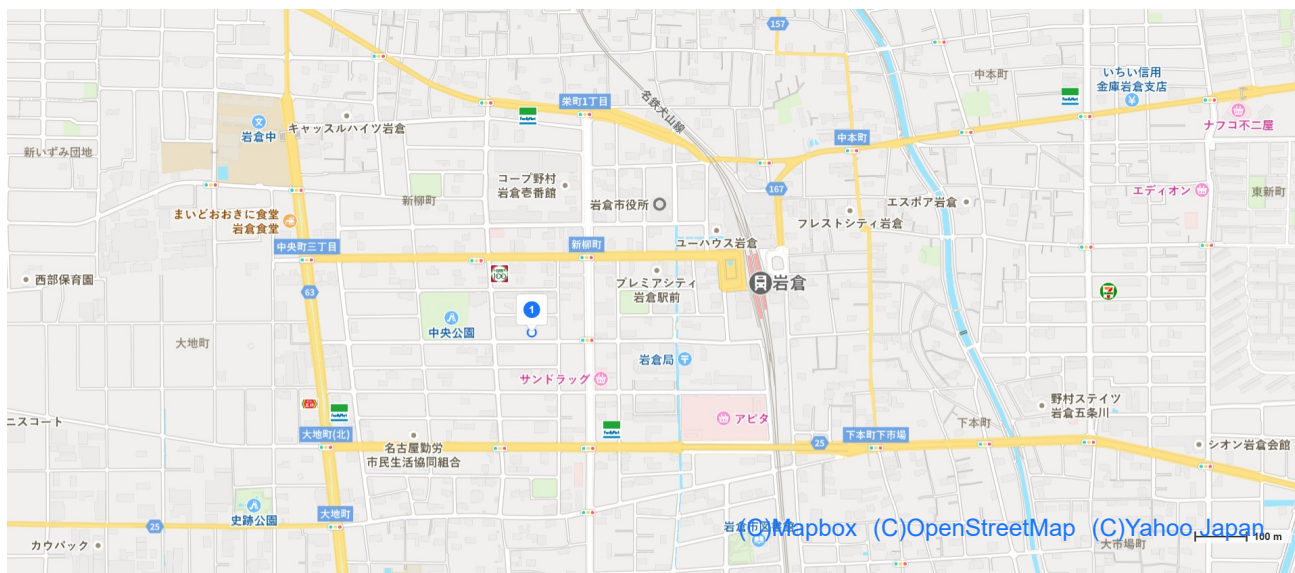 157
中本町
いちい信用
金庫岩倉支店
FamilyMart
栄町1丁目
名鉄犬山線
FamilyMart
ナフコ不二屋
文
岩倉中
キャッスルハイツ岩倉
中本町
新いずみ団地
コープ野村
岩倉壱番館
新柳町
167
エディオン
東新町
岩倉市役所
エスポア岩倉
まいどおおきに食堂
岩倉食堂
フレストシティ岩倉
中央町三丁目
新柳町
ユーハウス岩倉
西部保育園
100
プレミアシティ
岩倉駅前
岩倉
63
1
中央公園
大地町
岩倉局
サンドラッグ
野村ステイツ
岩倉五条川
ニスコート
FamilyMart
アピタ
下本町
大地町(北)
FamilyMart
25
下本町下市場
名古屋勤労
市民生活協同組合
シオン岩倉会館
史跡公園
大地町
25
岩倉市図書館
(C)Mapbox (C)OpenStreetMap (C)Yahoo Japan
100 m
カウパック
大市場町